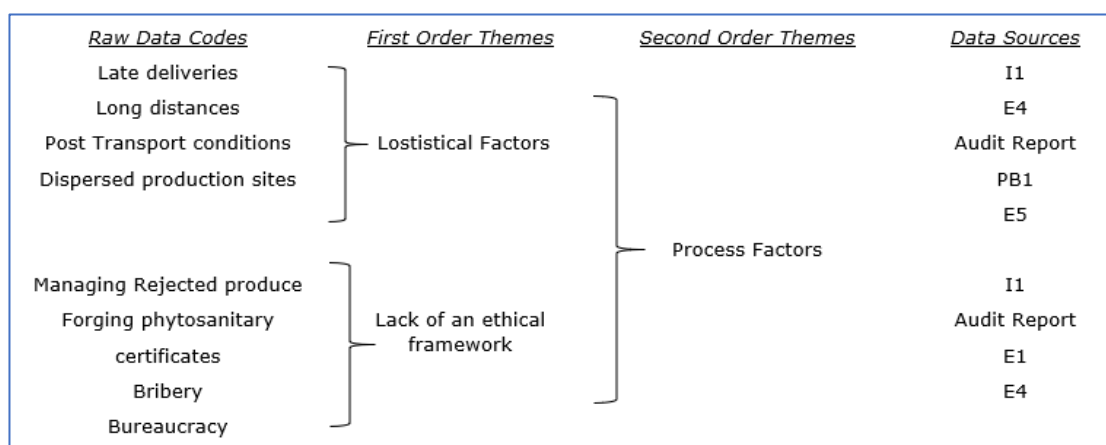 Raw Data Codes First Order Themes Second Order Themes Data Sources
Late deliveries I1
Long distances E4
Post Transport conditions Lostistical Factors Audit Report
Dispersed production sites PB1
E5
Process Factors
Managing Rejected produce I1
Forging phytosanitary Lack of an ethical Audit Report
framework
certificates E1
Bribery E4
Bureaucracy